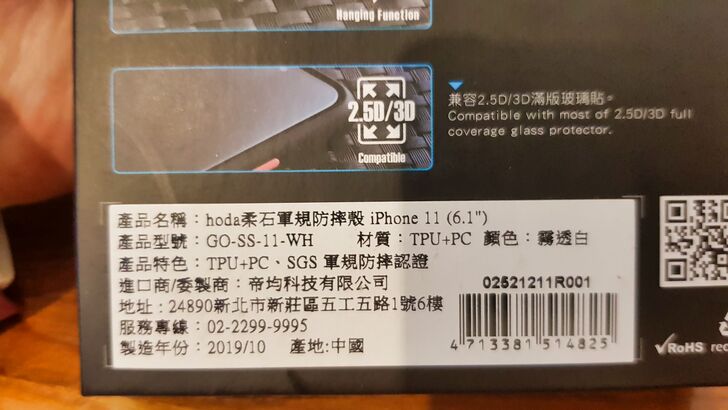 Hanging Function
2.5D/3D
Compatible
兼容2.5D/3D滿版玻璃貼。
Compatible with most of 2.5D/3D full
coverage glass protector.
產品名稱：hoda柔石軍規防摔殼 iPhone 11 (6.1")
產品型號：GO-SS-11-WH 材質：TPU+PC 顏色：霧透白
產品特色：TPU+PC、SGS 軍規防摔認證
進口商/委製商：帝均科技有限公司
地址：24890新北市新莊區五工五路1號6樓
服務專線：02-2299-9995
製造年份：2019/10 產地:中國
02521211R001
4 713381 514825
RoHS rec